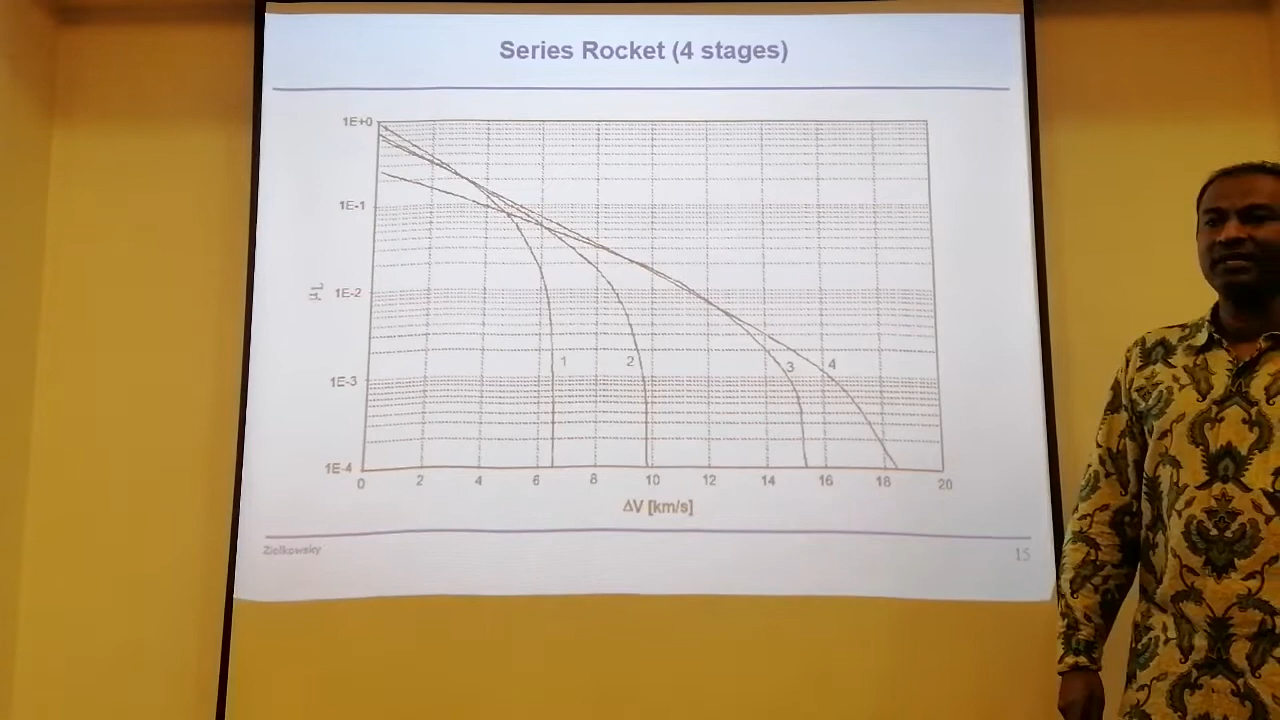 Series Rocket (4 stages)
1E+0
1E-1
1E-2
1E-3
1E-4
μL
1
2
3
4
0 2 4 6 8 10 12 14 16 18 20
ΔV [km/s]
Ziolkowsky 15